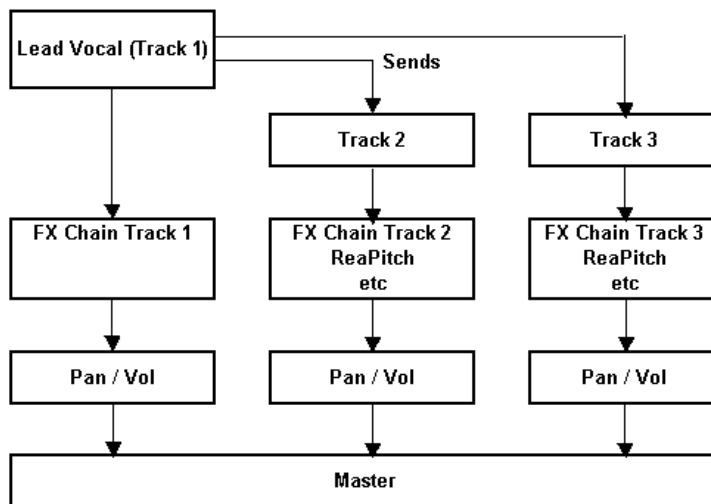 Lead Vocal (Track 1)
Sends
Track 2
Track 3
FX Chain Track 1
FX Chain Track 2
ReaPitch
etc
FX Chain Track 3
ReaPitch
etc
Pan / Vol
Pan / Vol
Pan / Vol
Master